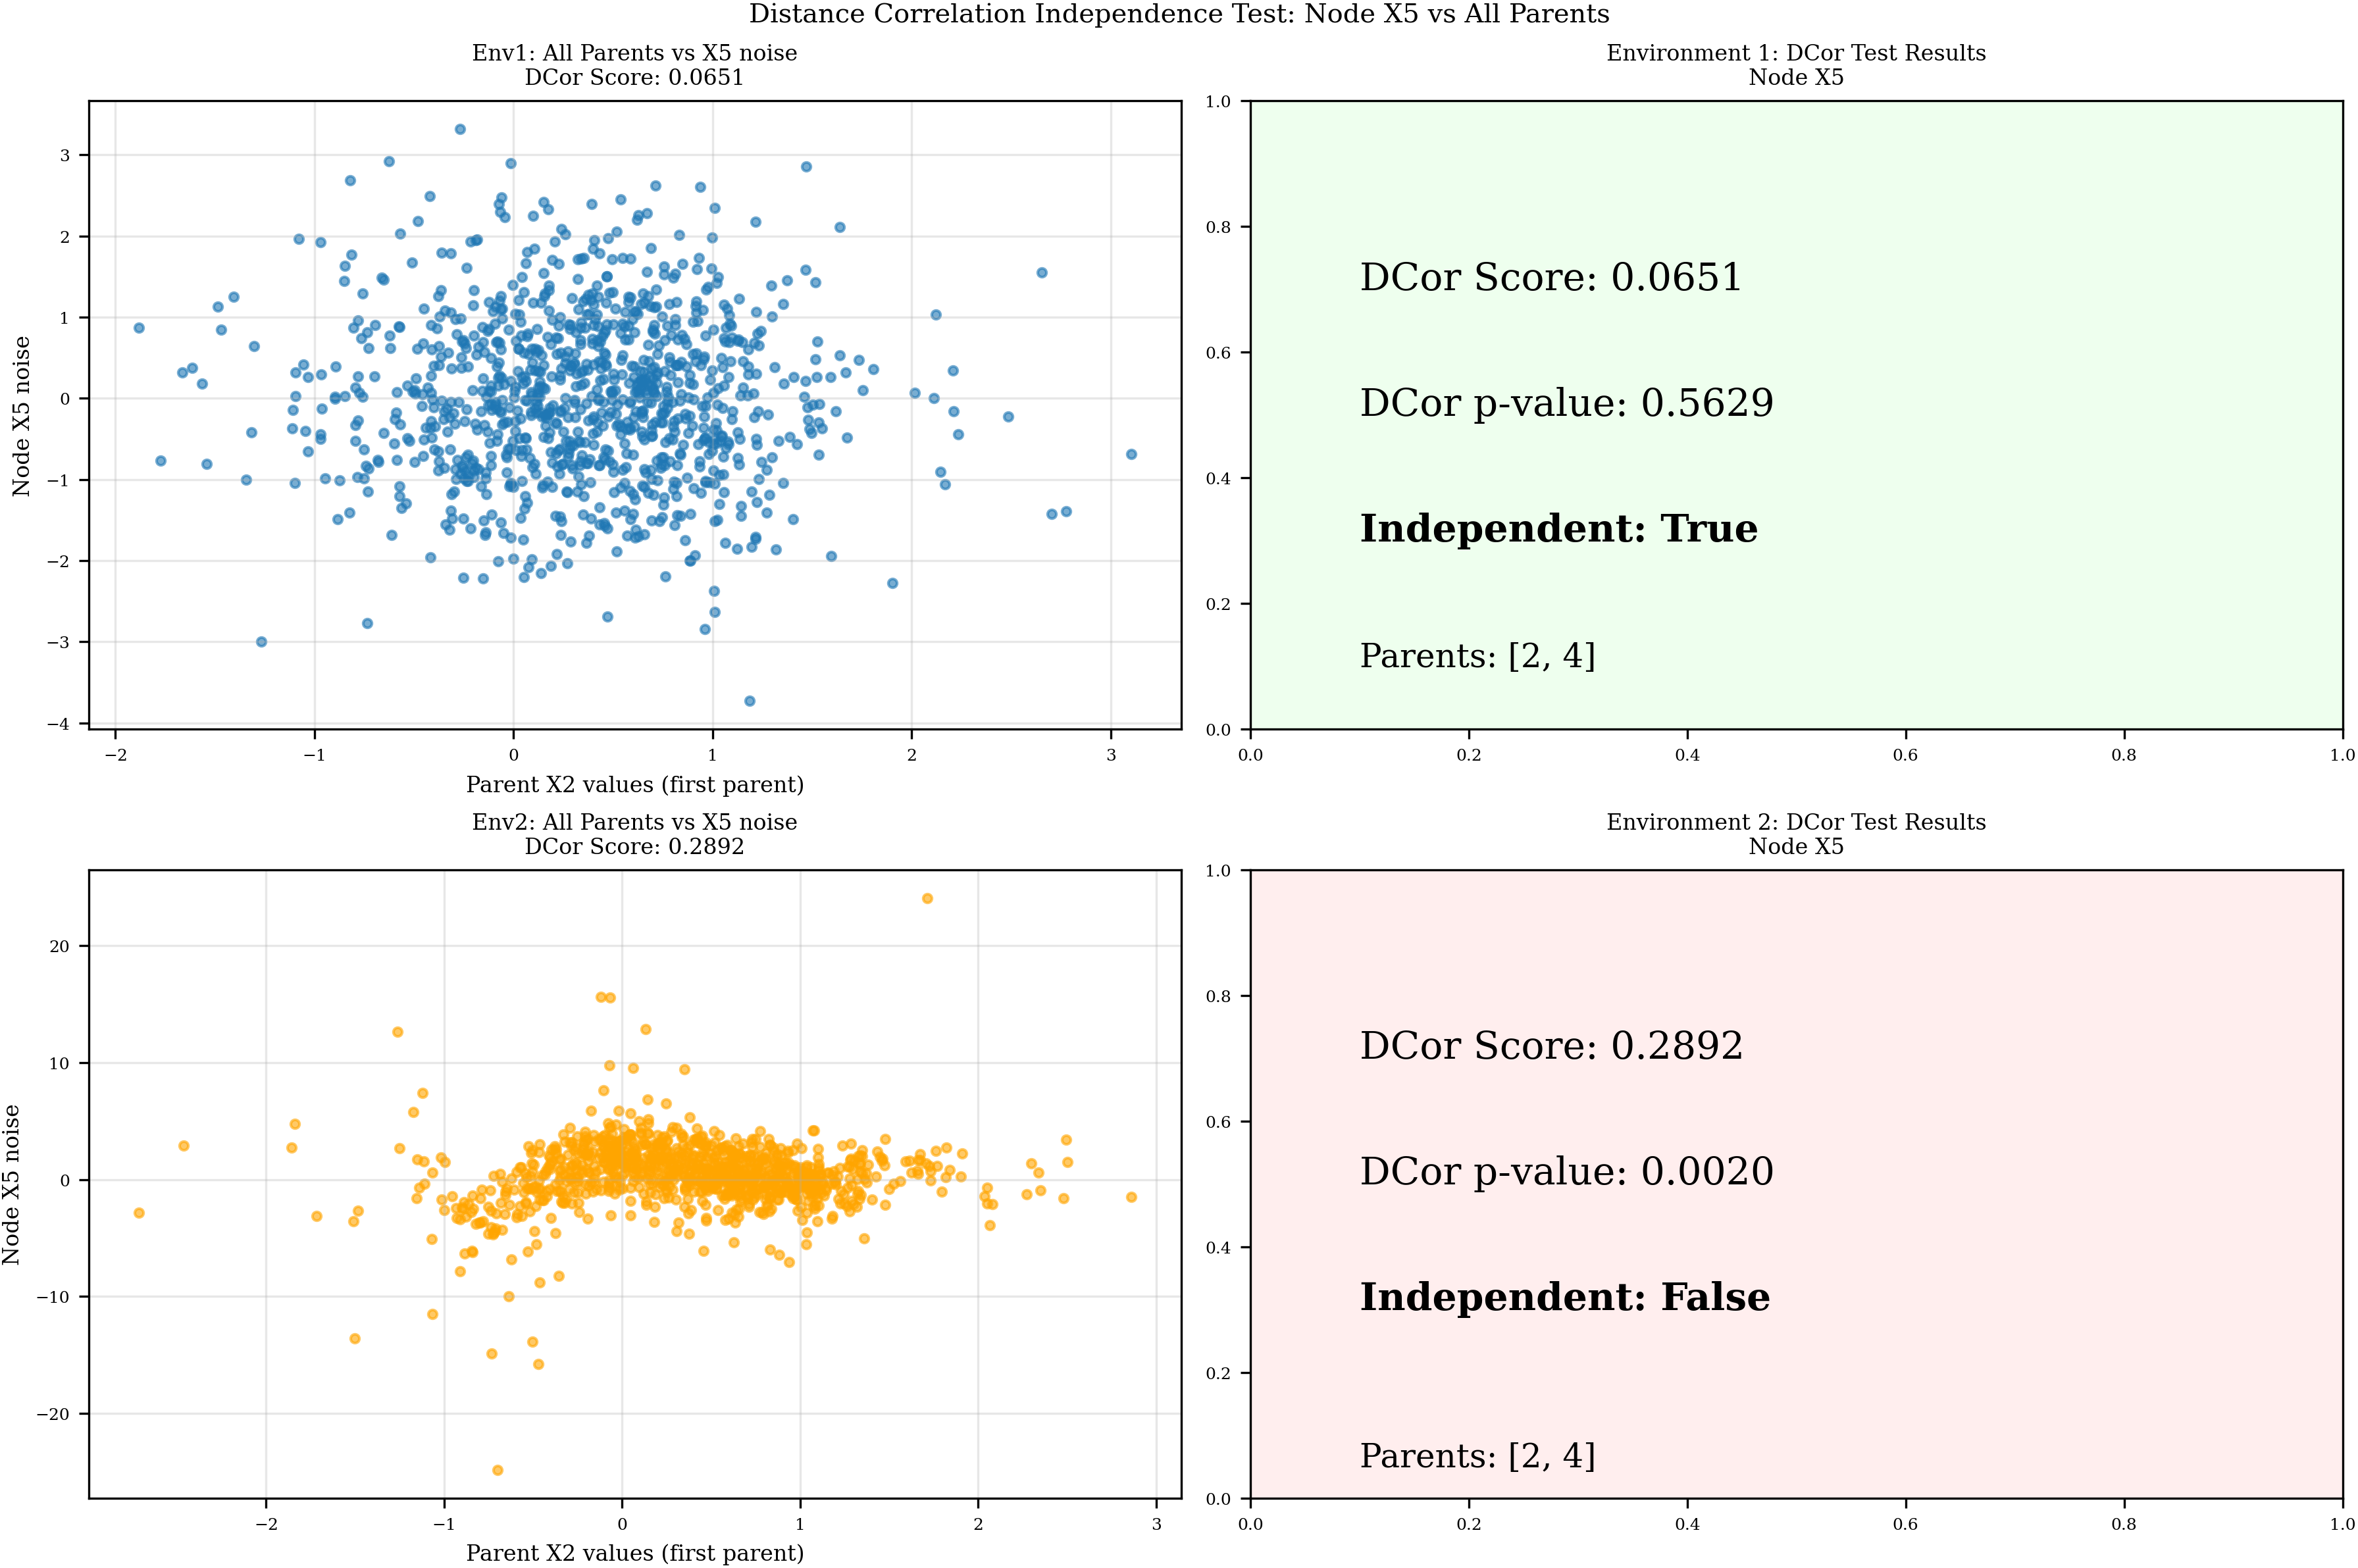 Distance Correlation Independence Test: Node X5 vs All Parents
Env1: All Parents vs X5 noise
DCor Score: 0.0651
Node X5 noise
3
2
1
0
−1
−2
−3
−4
−2
−1
0
1
2
3
Parent X2 values (first parent)
Environment 1: DCor Test Results
Node X5
1.0
0.8
0.6
0.4
0.2
0.0
DCor Score: 0.0651
DCor p-value: 0.5629
Independent: True
Parents: [2, 4]
0.0
0.2
0.4
0.6
0.8
1.0
Env2: All Parents vs X5 noise
DCor Score: 0.2892
Node X5 noise
20
10
0
−10
−20
−2
−1
0
1
2
3
Parent X2 values (first parent)
Environment 2: DCor Test Results
Node X5
1.0
0.8
0.6
0.4
0.2
0.0
DCor Score: 0.2892
DCor p-value: 0.0020
Independent: False
Parents: [2, 4]
0.0
0.2
0.4
0.6
0.8
1.0